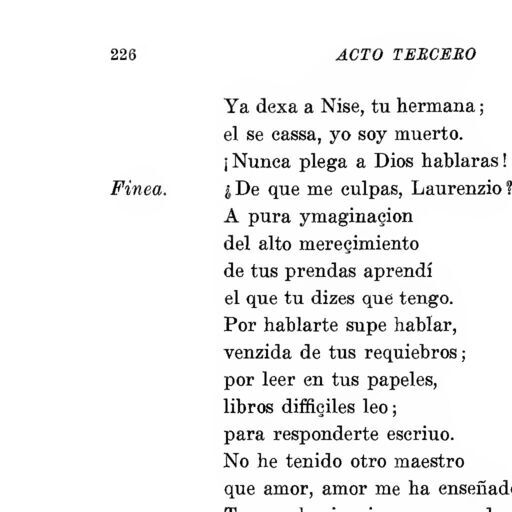 226 ACTO TERCERO
Ya dexa a Nise, tu hermana;
el se cassa, yo soy muerto.
¡Nunca plega a Dios hablaras!
Finea. ¿De que me culpas, Laurenzio?
A pura ymaginaçion
del alto mereçimiento
de tus prendas aprendí
el que tu dizes que tengo.
Por hablarte supe hablar,
venzida de tus requiebros;
por leer en tus papeles,
libros diffiçiles leo;
para responderte escriuo.
No he tenido otro maestro
que amor, amor me ha enseñad